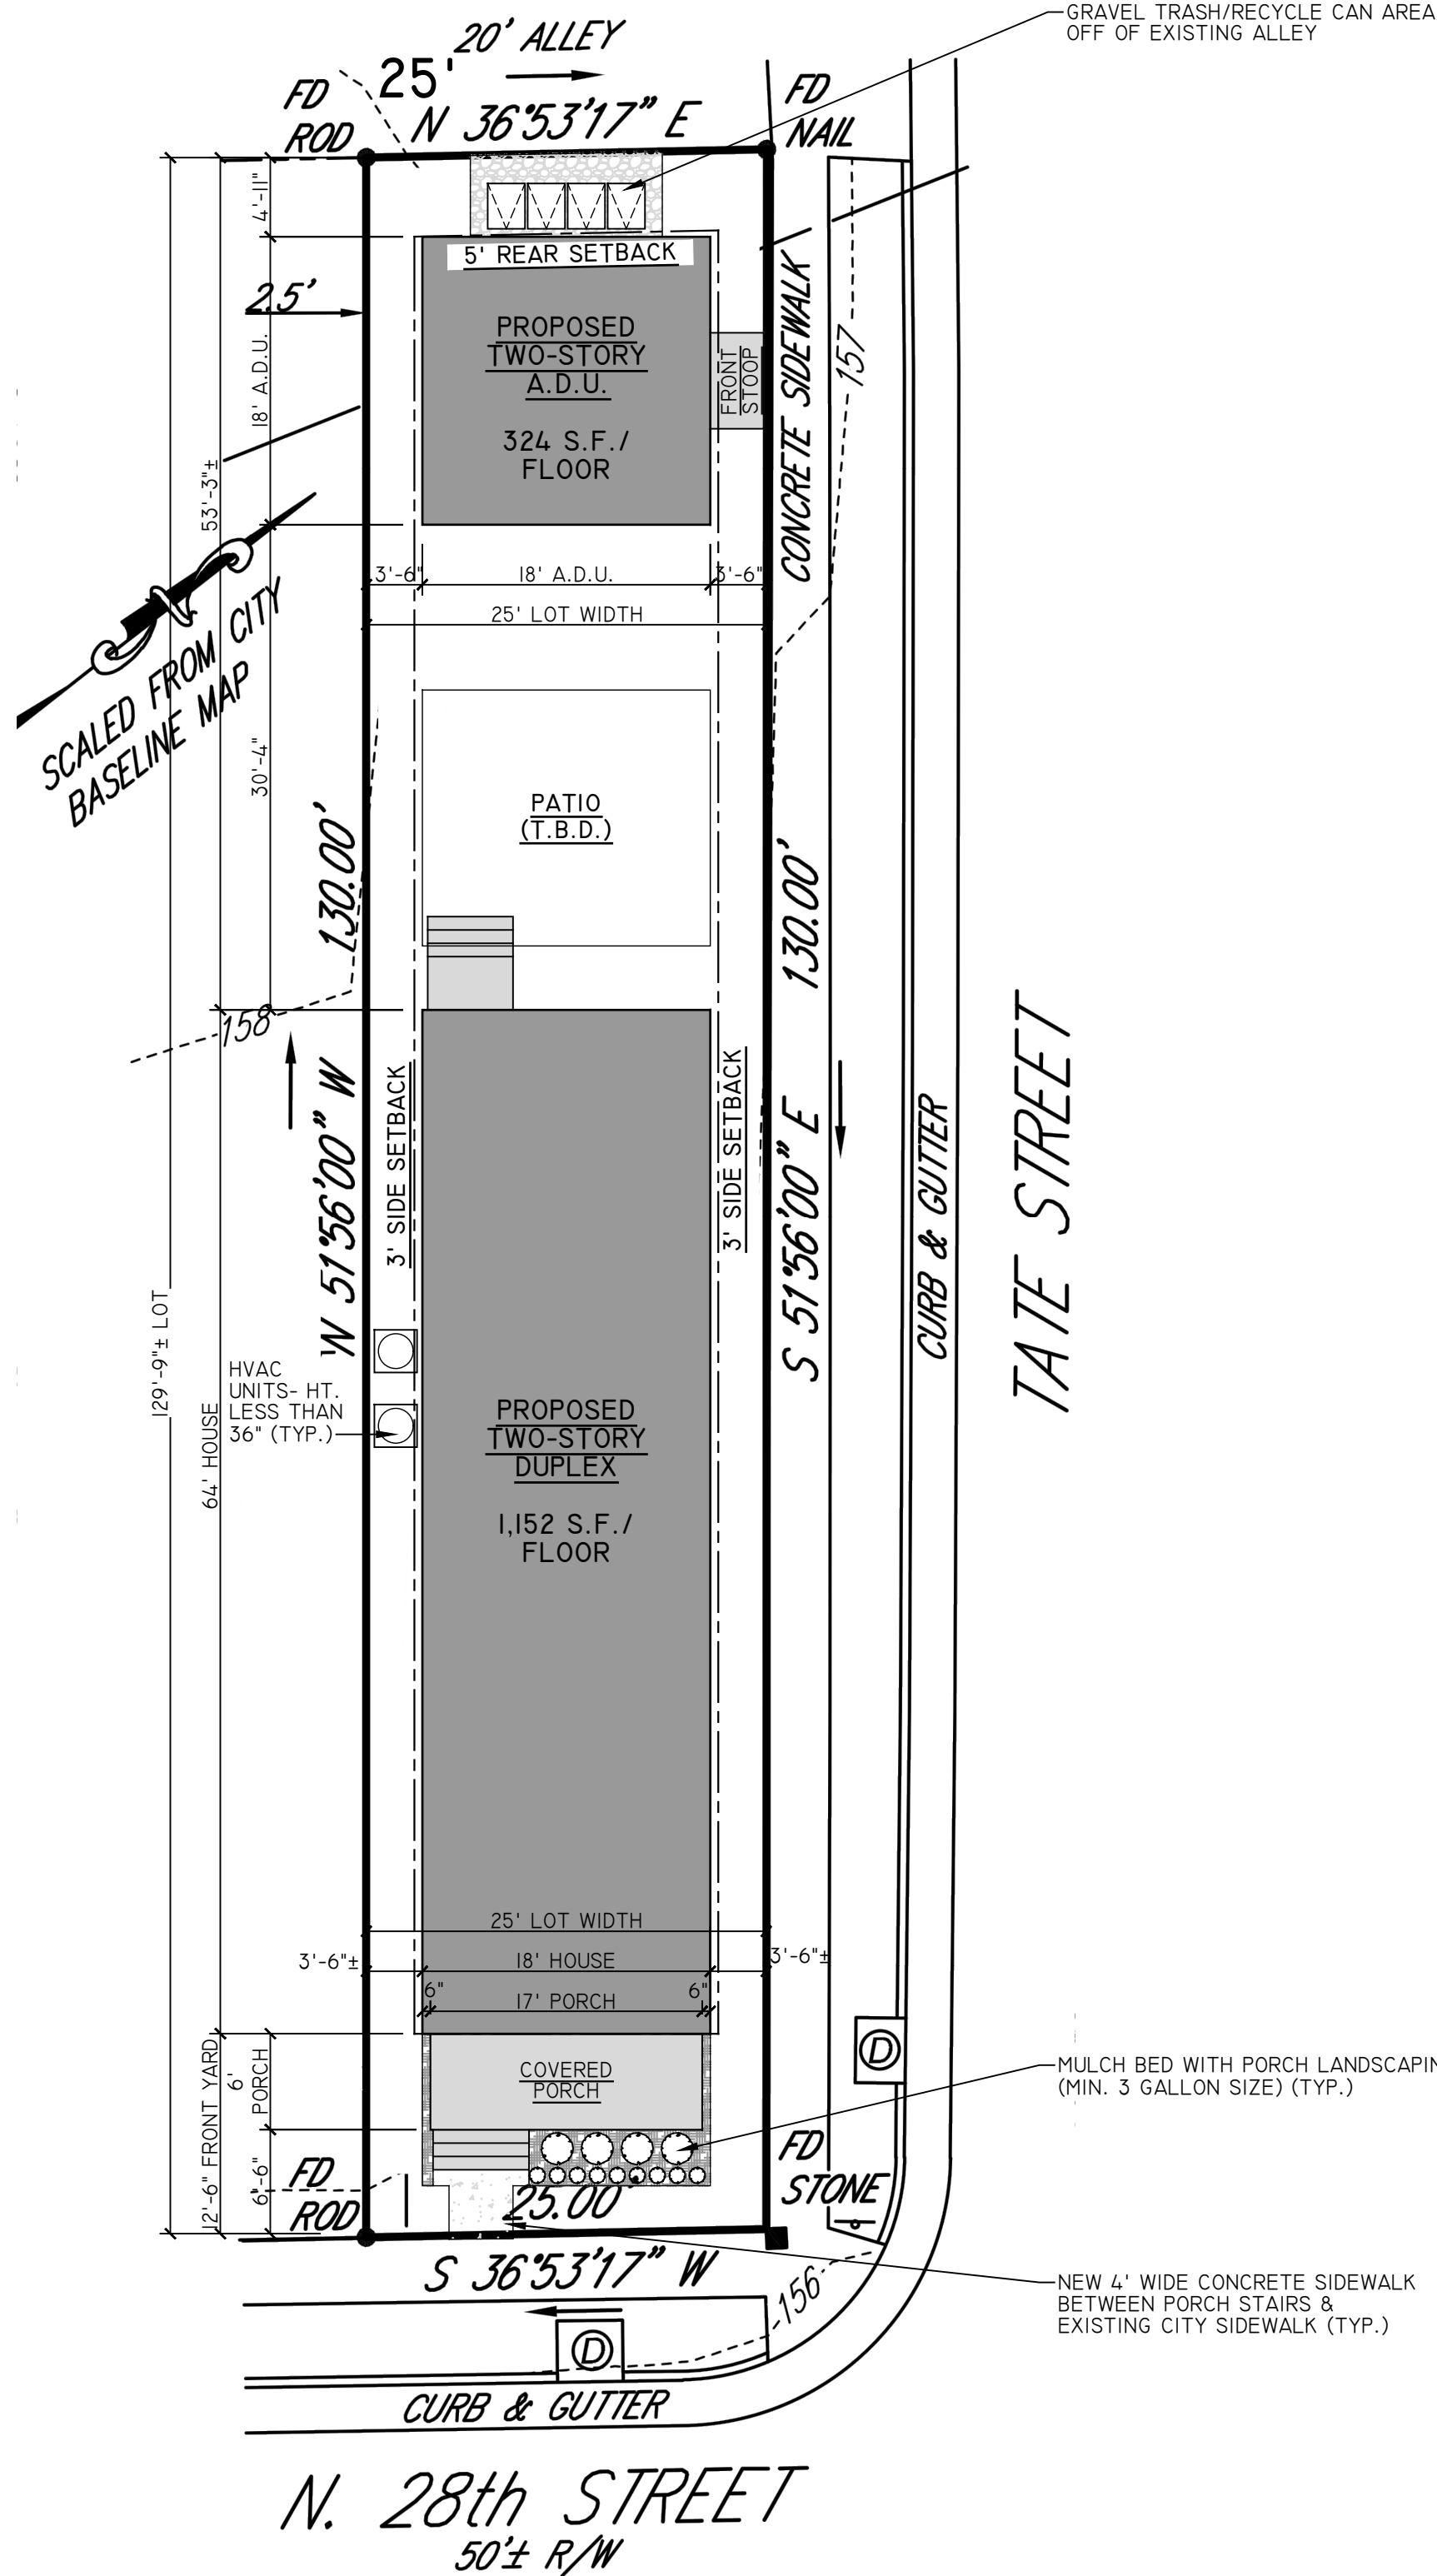 GRAVEL TRASH/RECYCLE CAN AREA
OFF OF EXISTING ALLEY
20' ALLEY
25'
FD
ROD
N 36°53'17" E
FD
NAIL
4'-11"
5' REAR SETBACK
2.5'
PROPOSED
TWO-STORY
A.D.U.
324 S.F./
FLOOR
FRONT
STOOP
CONCRETE SIDEWALK
157
18' A.D.U.
53'-3"±
3'-6"
18' A.D.U.
3'-6"
25' LOT WIDTH
N
SCALED FROM CITY
BASELINE MAP
30'-4"
PATIO
(T.B.D.)
130.00'
130.00'
158
N 51°56'00" W
3' SIDE SETBACK
3' SIDE SETBACK
S 51°56'00" E
CURB & GUTTER
TATE STREET
129'-9"± LOT
64' HOUSE
HVAC
UNITS- HT.
LESS THAN
36" (TYP.)
PROPOSED
TWO-STORY
DUPLEX
1,152 S.F./
FLOOR
25' LOT WIDTH
3'-6"±
18' HOUSE
3'-6"±
6"
17' PORCH
6"
12'-6" FRONT YARD
6'
PORCH
COVERED
PORCH
D
MULCH BED WITH PORCH LANDSCAPIN
(MIN. 3 GALLON SIZE) (TYP.)
6'-6"
FD
ROD
FD
STONE
25.00'
S 36°53'17" W
156
NEW 4' WIDE CONCRETE SIDEWALK
BETWEEN PORCH STAIRS &
EXISTING CITY SIDEWALK (TYP.)
D
CURB & GUTTER
N. 28th STREET
50'± R/W